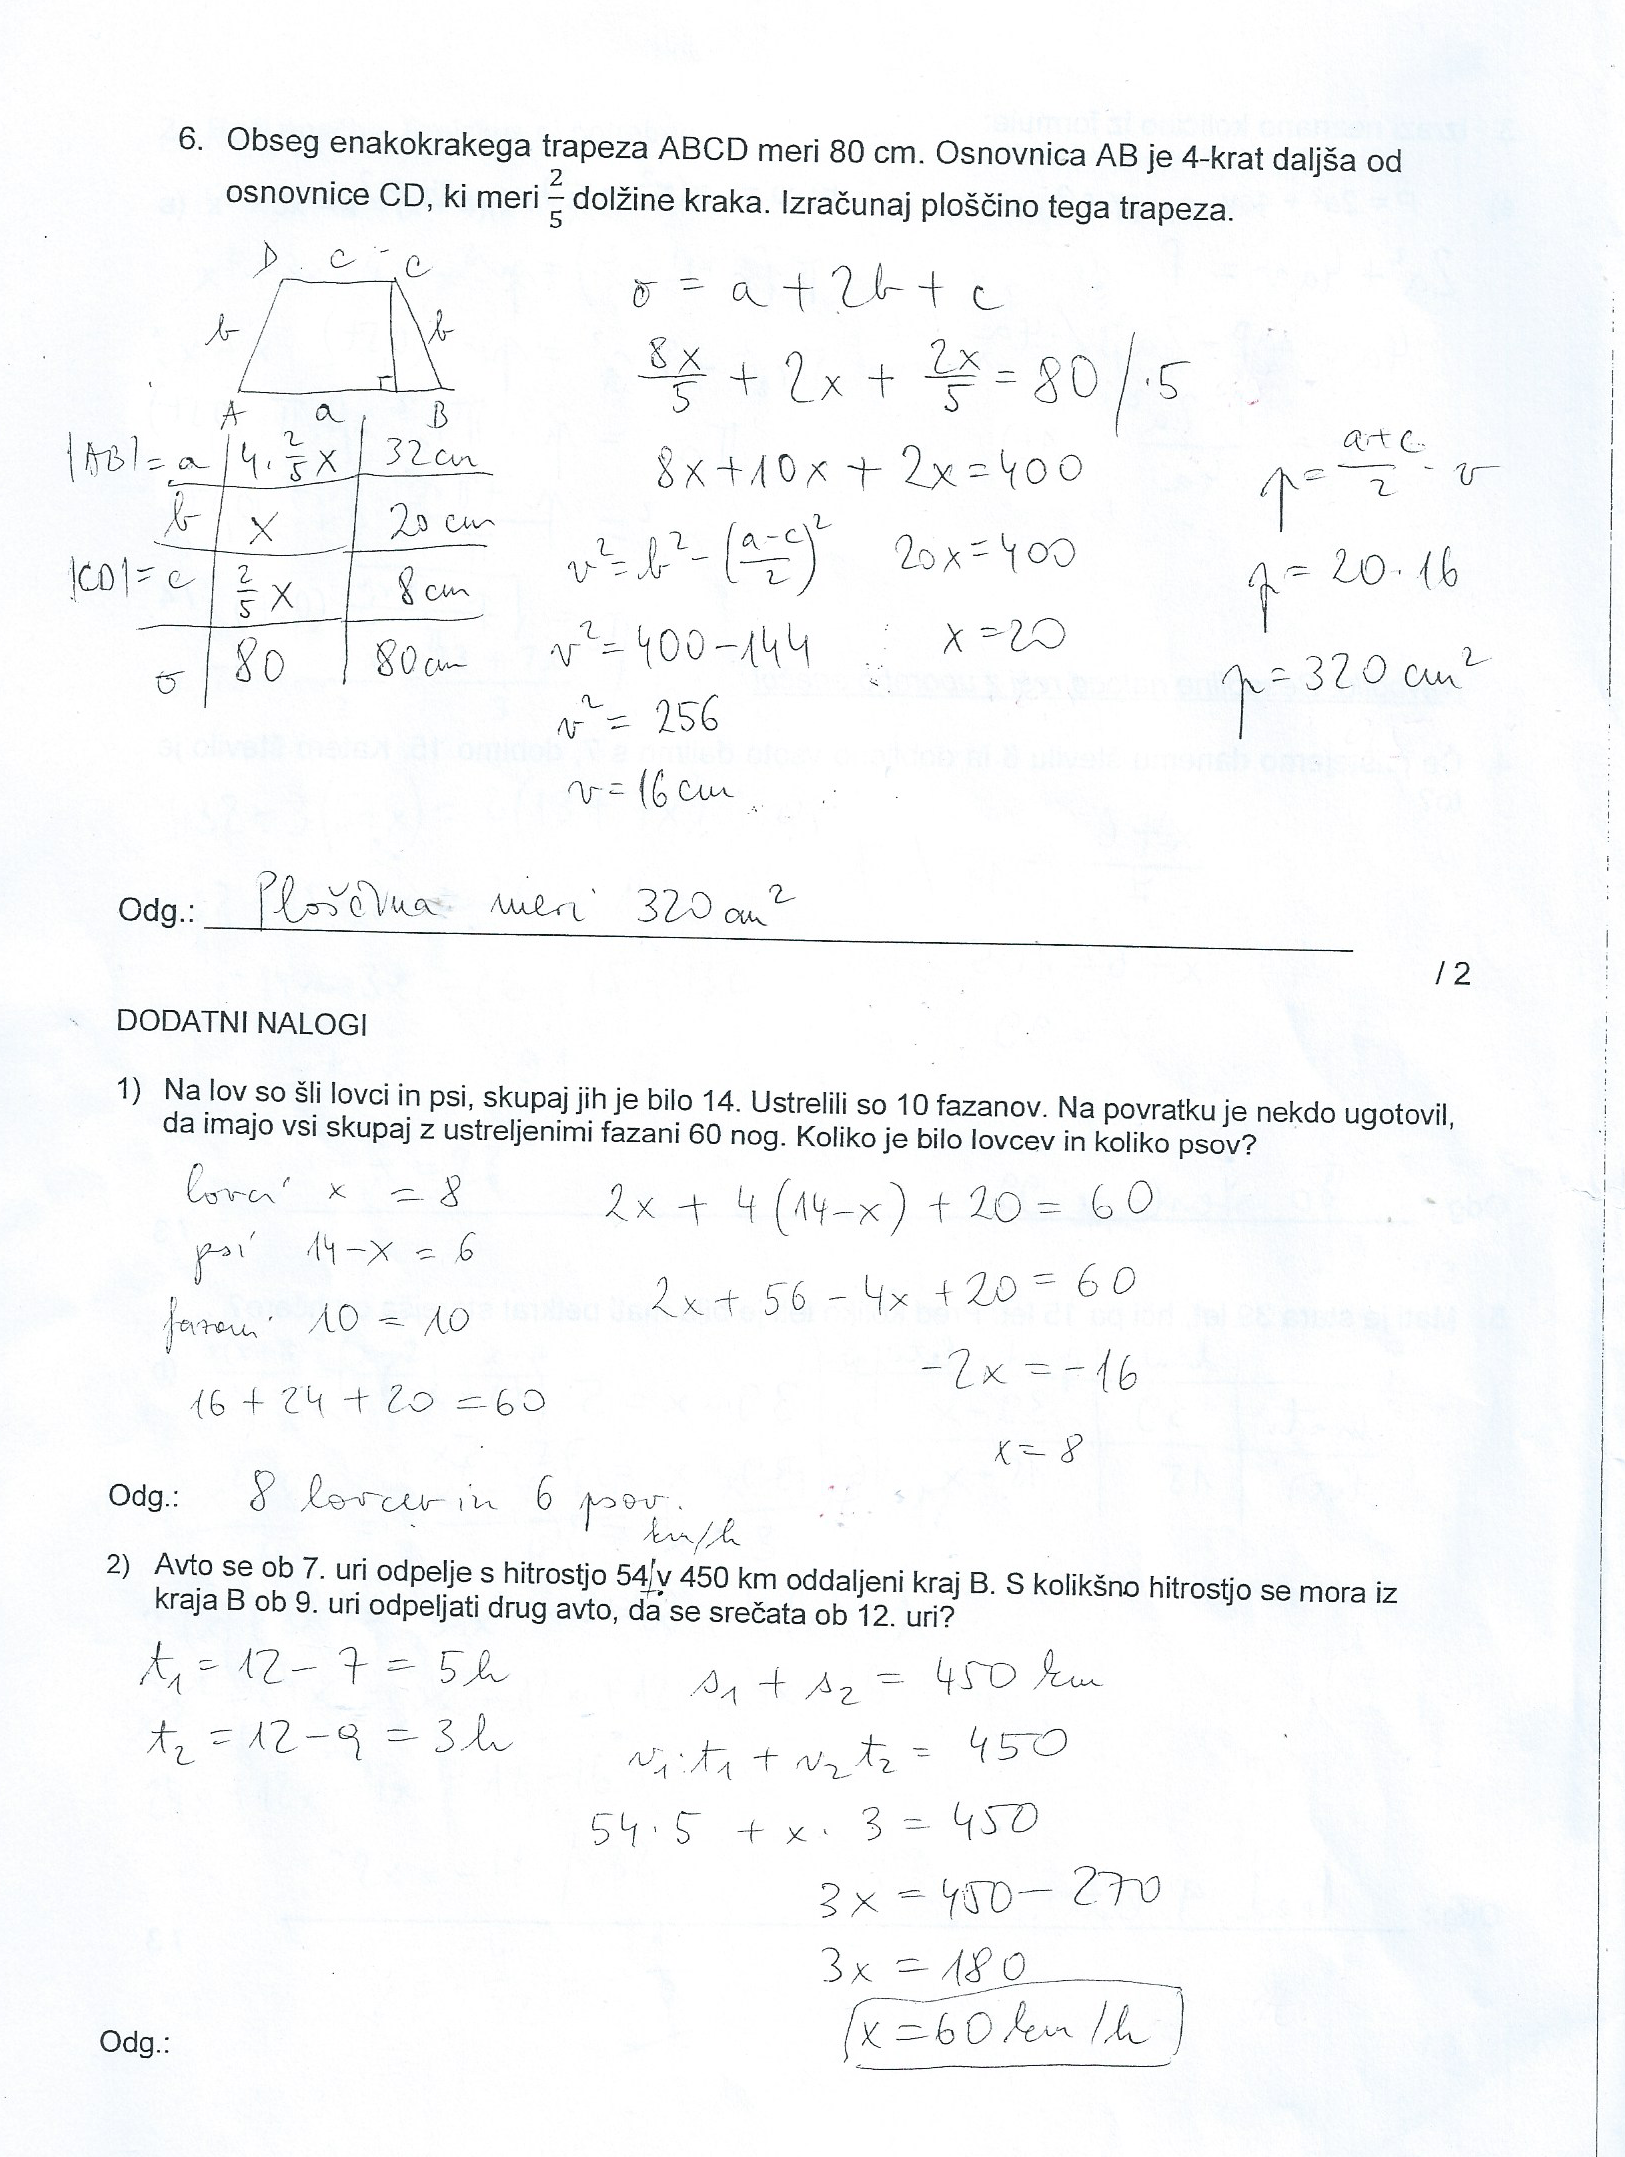 6. Obseg enakokrakega trapeza ABCD meri 80 cm. Osnovnica AB je 4-krat daljša od
osnovnice CD, ki meri 2/5 dolžine kraka. Izračunaj ploščino tega trapeza.
D c C
b b
A a B
|AB| = a | 4 · 2/5 x | 32 cm
b | x | 20 cm
|CD| = c | 2/5 x | 8 cm
o | 80 | 80 cm
o = a + 2b + c
8x/5 + 2x + 2x/5 = 80 / · 5
8x + 10x + 2x = 400
20x = 400
x = 20
v² = b² - ((a-c)/2)²
v² = 400 - 144
v² = 256
v = 16 cm
p = (a+c)/2 · v
p = 20 · 16
p = 320 cm²
Odg.: Ploščina meri 320 cm²
/ 2
DODATNI NALOGI
1) Na lov so šli lovci in psi, skupaj jih je bilo 14. Ustrelili so 10 fazanov. Na povratku je nekdo ugotovil,
da imajo vsi skupaj z ustreljenimi fazani 60 nog. Koliko je bilo lovcev in koliko psov?
lovci x = 8
psi 14 - x = 6
fazani 10 = 10
16 + 24 + 20 = 60
2x + 4 (14 - x) + 20 = 60
2x + 56 - 4x + 20 = 60
-2x = -16
x = 8
Odg.: 8 lovcev in 6 psov.
km/h
2) Avto se ob 7. uri odpelje s hitrostjo 54 v 450 km oddaljeni kraj B. S kolikšno hitrostjo se mora iz
kraja B ob 9. uri odpeljati drug avto, da se srečata ob 12. uri?
t₁ = 12 - 7 = 5 h
t₂ = 12 - 9 = 3 h
s₁ + s₂ = 450 km
v₁ · t₁ + v₂ t₂ = 450
54 · 5 + x · 3 = 450
3x = 450 - 270
3x = 180
x = 60 km/h
Odg.: